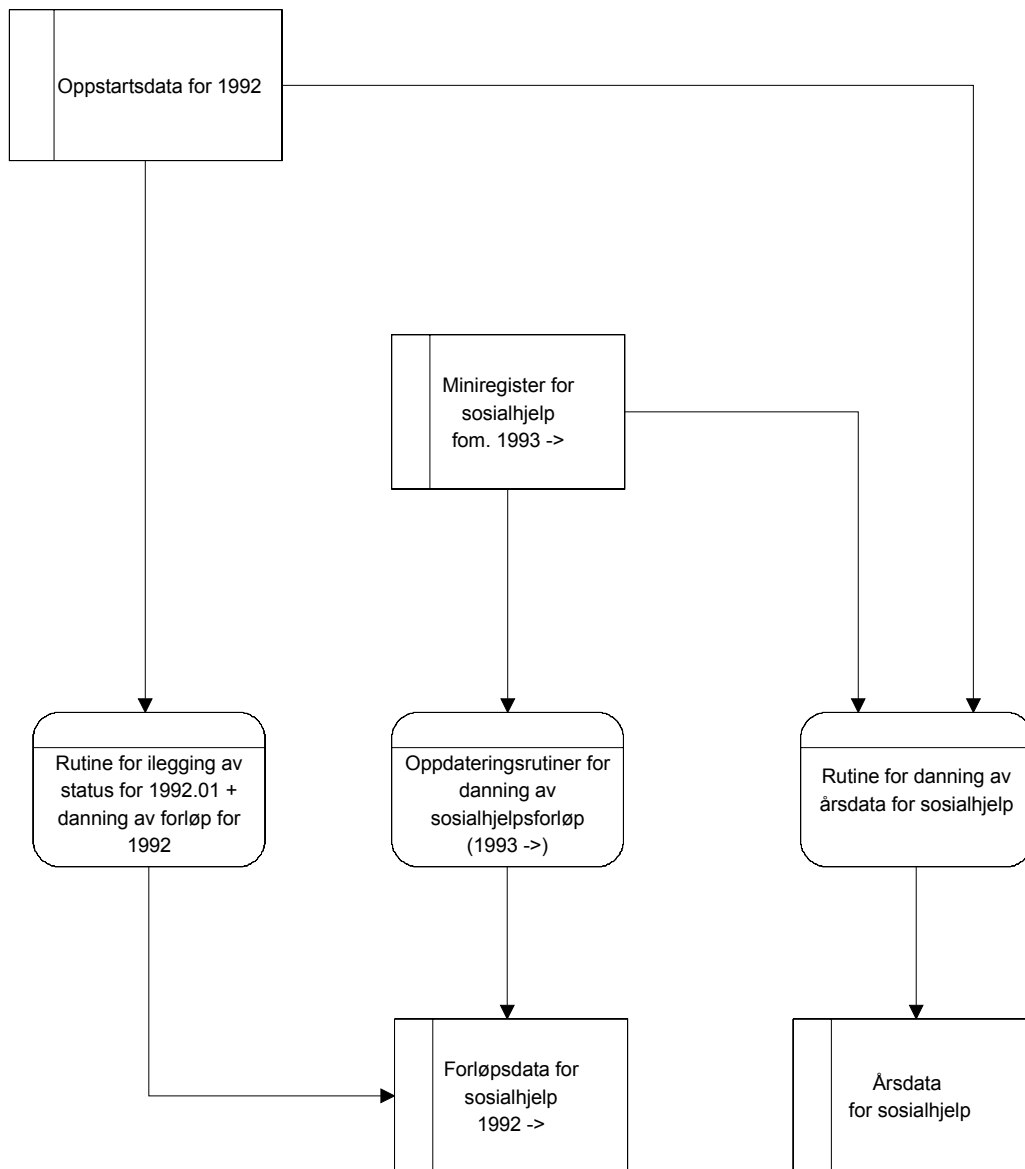 Oppstartsdata for 1992
Miniregister for
sosialhjelp
fom. 1993 ->
Rutine for ilegging av
status for 1992.01 +
danning av forløp for
1992
Oppdateringsrutiner for
danning av
sosialhjelpsforløp
(1993 ->)
Rutine for danning av
årsdata for sosialhjelp
Forløpsdata for
sosialhjelp
1992 ->
Årsdata
for sosialhjelp